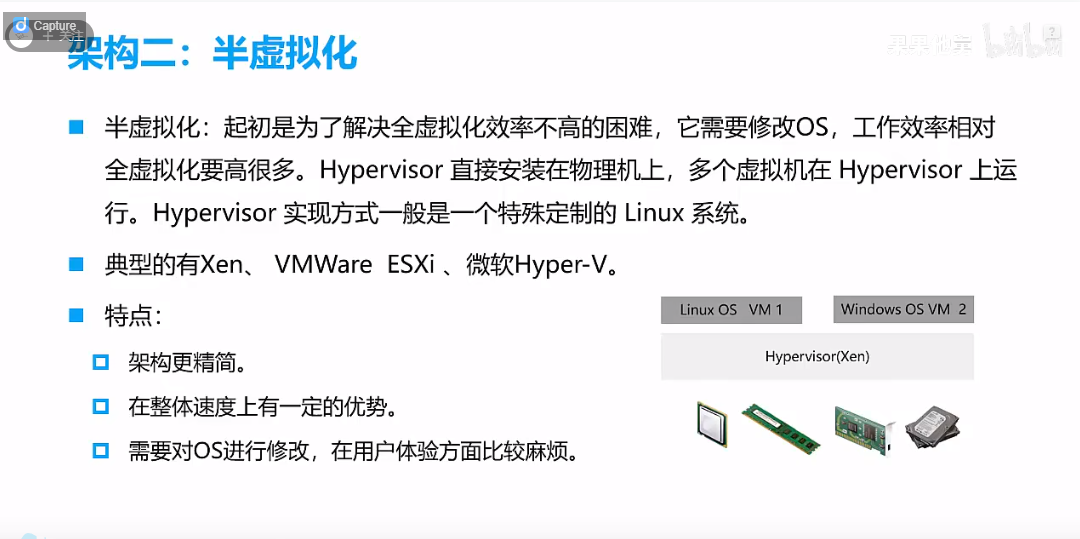 Capture
+ 关注
架构二：半虚拟化
bilibili
半虚拟化：起初是为了解决全虚拟化效率不高的困难，它需要修改OS，工作效率相对
全虚拟化要高很多。Hypervisor 直接安装在物理机上，多个虚拟机在 Hypervisor 上运
行。Hypervisor 实现方式一般是一个特殊定制的 Linux 系统。
典型的有Xen、 VMWare ESXi 、微软Hyper-V。
特点：
架构更精简。
在整体速度上有一定的优势。
需要对OS进行修改，在用户体验方面比较麻烦。
Linux OS VM 1
Windows OS VM 2
Hypervisor(Xen)